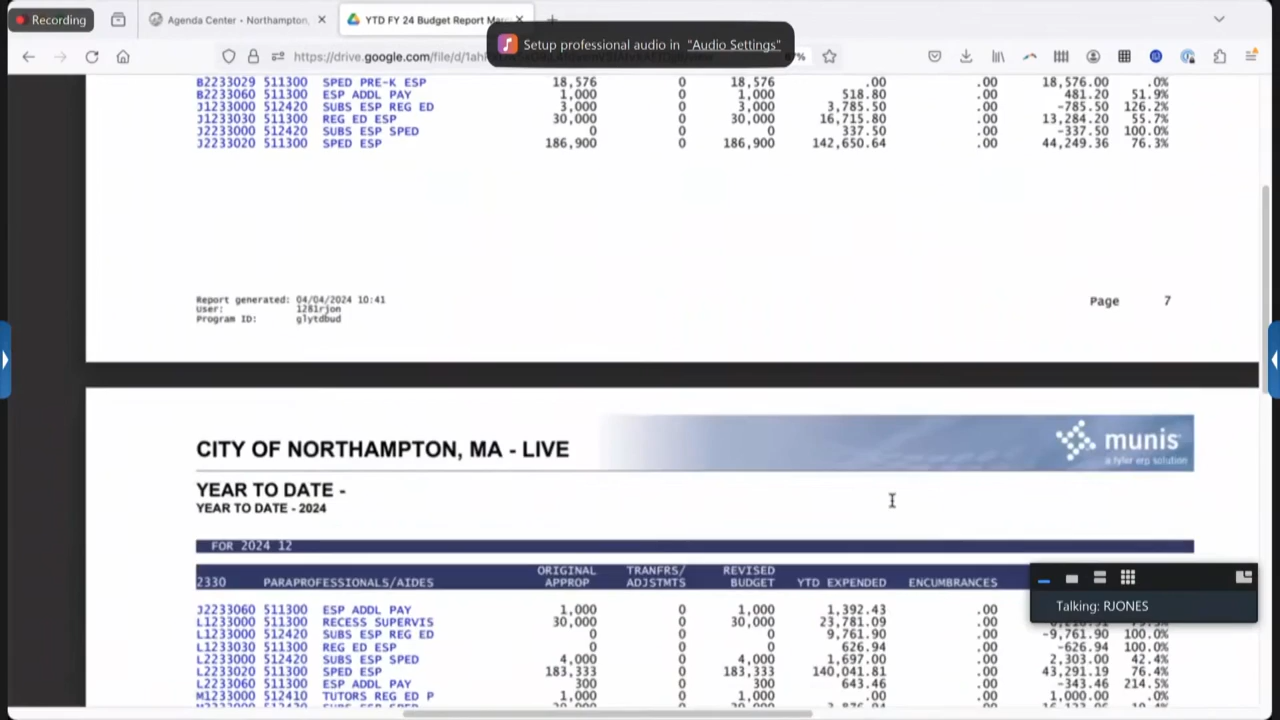 Recording
Agenda Center • Northampton,
YTD FY 24 Budget Report Mar
Setup professional audio in "Audio Settings"
https://drive.google.com/file/d/1ah
B2233029 511300 SPED PRE-K ESP 18,576 0 18,576 .00 .00 18,576.00 .0%
B2233060 511300 ESP ADDL PAY 1,000 0 1,000 518.80 .00 481.20 51.9%
J1233000 512420 SUBS ESP REG ED 3,000 0 3,000 3,785.50 .00 -785.50 126.2%
J1233030 511300 REG ED ESP 30,000 0 30,000 16,715.80 .00 13,284.20 55.7%
J2233000 512420 SUBS ESP SPED 0 0 0 337.50 .00 -337.50 100.0%
J2233020 511300 SPED ESP 186,900 0 186,900 142,650.64 .00 44,249.36 76.3%
Report generated: 04/04/2024 10:41
User: 1281rjon
Program ID: glytdbud
Page 7
CITY OF NORTHAMPTON, MA - LIVE
munis
a tyler erp solution
YEAR TO DATE -
YEAR TO DATE - 2024
FOR 2024 12
ORIGINAL TRANFRS/ REVISED
2330 PARAPROFESSIONALS/AIDES APPROP ADJSTMTS BUDGET YTD EXPENDED ENCUMBRANCES
J2233060 511300 ESP ADDL PAY 1,000 0 1,000 1,392.43 .00
L1233000 511300 RECESS SUPERVIS 30,000 0 30,000 23,781.09 .00
L1233000 512420 SUBS ESP REG ED 0 0 0 9,761.90 .00 -9,761.90 100.0%
L1233030 511300 REG ED ESP 0 0 0 626.94 .00 -626.94 100.0%
L2233000 512420 SUBS ESP SPED 4,000 0 4,000 1,697.00 .00 2,303.00 42.4%
L2233020 511300 SPED ESP 183,333 0 183,333 140,041.81 .00 43,291.19 76.4%
L2233060 511300 ESP ADDL PAY 300 0 300 643.46 .00 -343.46 214.5%
M1233000 512410 TUTORS REG ED P 1,000 0 1,000 .00 .00 1,000.00 .0%
Talking: RJONES